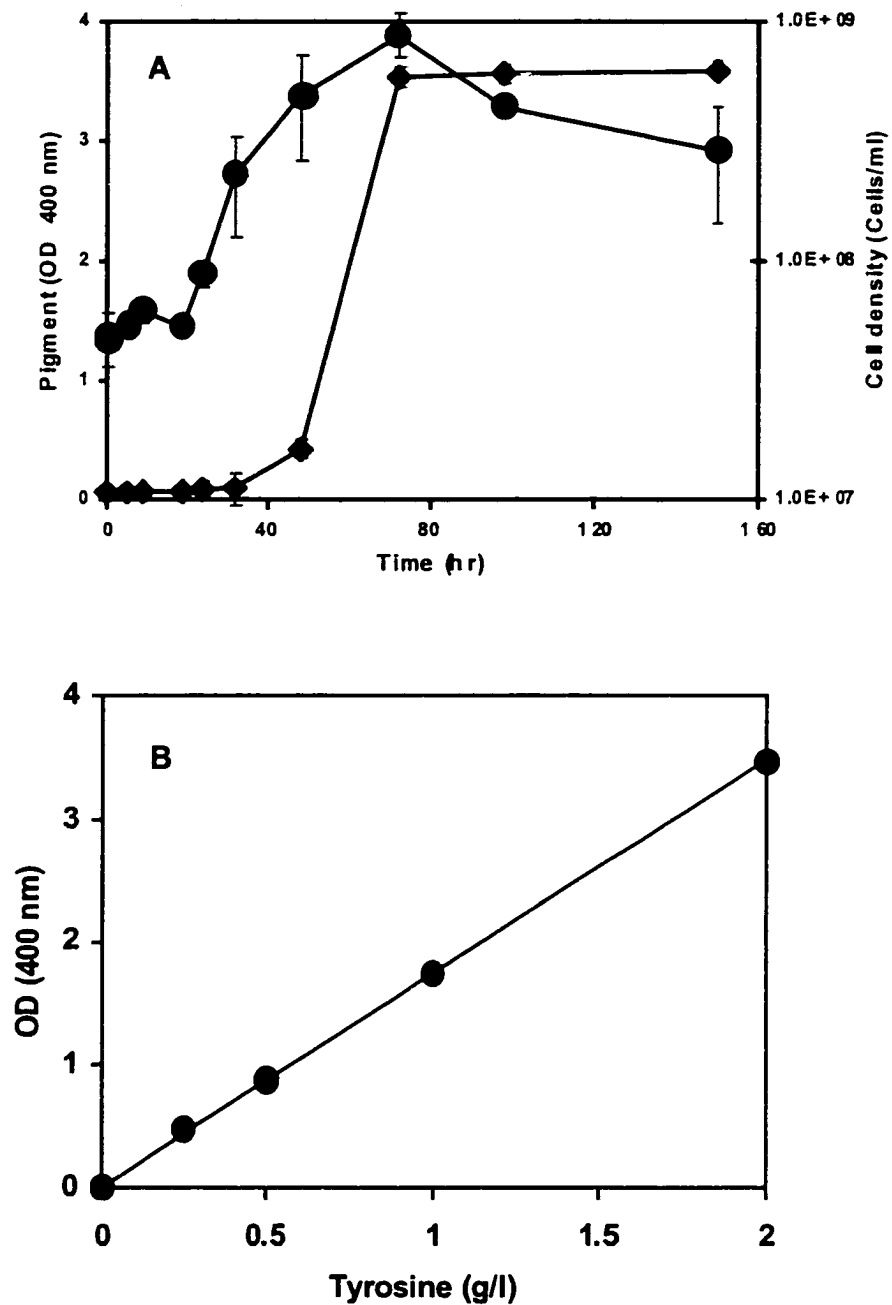 A
4
3
2
1
0
Pigment (OD 400 nm)
1.0E+09
1.0E+08
1.0E+07
Cell density (Cells/ml)
0 40 80 120 160
Time (hr)
B
4
3
2
1
0
OD (400 nm)
0 0.5 1 1.5 2
Tyrosine (g/l)